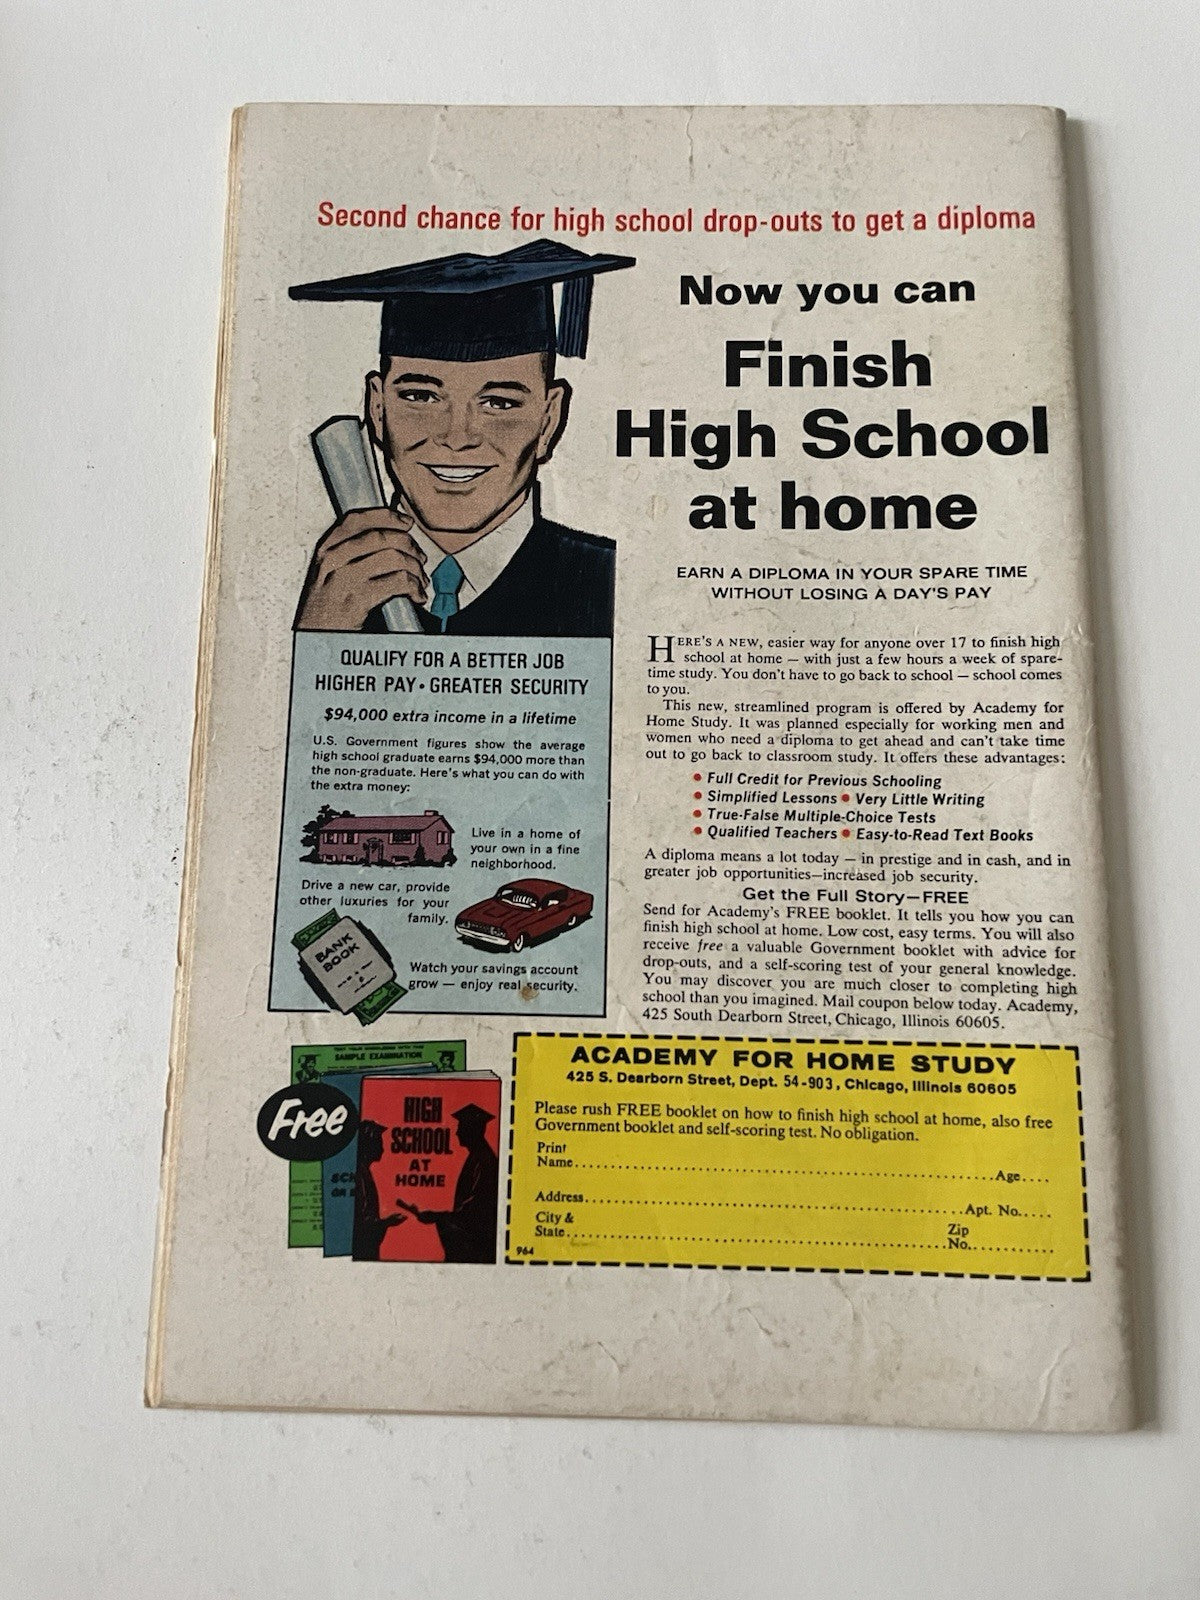 Second chance for high school drop-outs to get a diploma
Now you can
Finish
High School
at home
EARN A DIPLOMA IN YOUR SPARE TIME
WITHOUT LOSING A DAY'S PAY
QUALIFY FOR A BETTER JOB
HIGHER PAY • GREATER SECURITY
$94,000 extra income in a lifetime
U.S. Government figures show the average
high school graduate earns $94,000 more than
the non-graduate. Here's what you can do with
the extra money:
Live in a home of
your own in a fine
neighborhood.
Drive a new car, provide
other luxuries for your
family.
BANK
BOOK
Watch your savings account
grow — enjoy real security.
HERE'S A NEW, easier way for anyone over 17 to finish high
school at home — with just a few hours a week of spare-
time study. You don't have to go back to school — school comes
to you.
This new, streamlined program is offered by Academy for
Home Study. It was planned especially for working men and
women who need a diploma to get ahead and can't take time
out to go back to classroom study. It offers these advantages:
• Full Credit for Previous Schooling
• Simplified Lessons • Very Little Writing
• True-False Multiple-Choice Tests
• Qualified Teachers • Easy-to-Read Text Books
A diploma means a lot today — in prestige and in cash, and in
greater job opportunities—increased job security.
Get the Full Story—FREE
Send for Academy's FREE booklet. It tells you how you can
finish high school at home. Low cost, easy terms. You will also
receive free a valuable Government booklet with advice for
drop-outs, and a self-scoring test of your general knowledge.
You may discover you are much closer to completing high
school than you imagined. Mail coupon below today. Academy,
425 South Dearborn Street, Chicago, Illinois 60605.
SAMPLE EXAMINATION
Free
HIGH
SCHOOL
AT
HOME
ACADEMY FOR HOME STUDY
425 S. Dearborn Street, Dept. 54-903, Chicago, Illinois 60605
Please rush FREE booklet on how to finish high school at home, also free
Government booklet and self-scoring test. No obligation.
Print
Name..........Age....
Address..........Apt. No.....
City &
State..........Zip
No...........
964